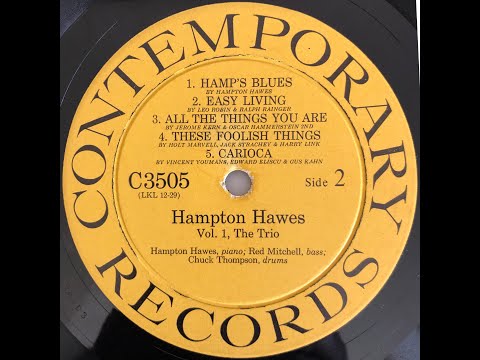 CONTEMPORARY
RECORDS
1. HAMP'S BLUES
BY HAMPTON HAWES
2. EASY LIVING
BY LEO ROBIN & RALPH RAINGER
3. ALL THE THINGS YOU ARE
BY JEROME KERN & OSCAR HAMMERSTEIN 2ND
4. THESE FOOLISH THINGS
BY HOLT MARVELL, JACK STRACHEY & HARRY LINK
5. CARIOCA
BY VINCENT YOUMANS, EDWARD ELISCU & GUS KAHN
C3505
(LKL 12-29)
Side 2
Hampton Hawes
Vol. 1, The Trio
Hampton Hawes, piano; Red Mitchell, bass;
Chuck Thompson, drums